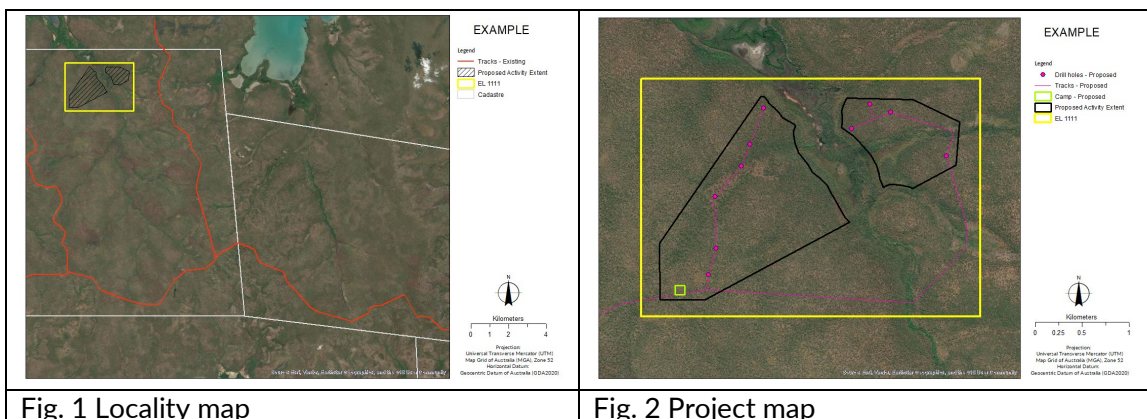 EXAMPLE
Legend
Tracks - Existing
Proposed Activity Extent
EL 1111
Cadastre
N
Kilometers
0 1 2 4
Projection:
Universal Transverse Mercator (UTM)
Map Grid of Australia (MGA), Zone 52
Horizontal Datum:
Geocentric Datum of Australia (GDA2020)
Fig. 1 Locality map
EXAMPLE
Legend
Drill holes - Proposed
Tracks - Proposed
Camp - Proposed
Proposed Activity Extent
EL 1111
N
Kilometers
0 0.25 0.5 1
Projection:
Universal Transverse Mercator (UTM)
Map Grid of Australia (MGA), Zone 52
Horizontal Datum:
Geocentric Datum of Australia (GDA2020)
Fig. 2 Project map